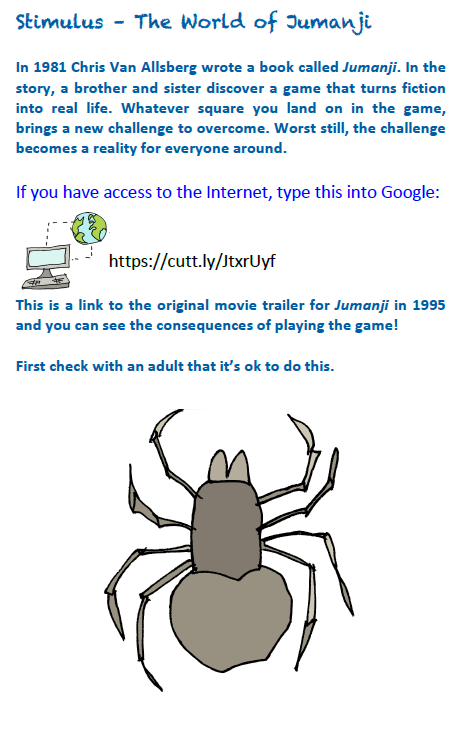 Stimulus - The World of Jumanji
In 1981 Chris Van Allsberg wrote a book called Jumanji. In the
story, a brother and sister discover a game that turns fiction
into real life. Whatever square you land on in the game,
brings a new challenge to overcome. Worst still, the challenge
becomes a reality for everyone around.
If you have access to the Internet, type this into Google:
https://cutt.ly/JtxrUyf
This is a link to the original movie trailer for Jumanji in 1995
and you can see the consequences of playing the game!
First check with an adult that it's ok to do this.